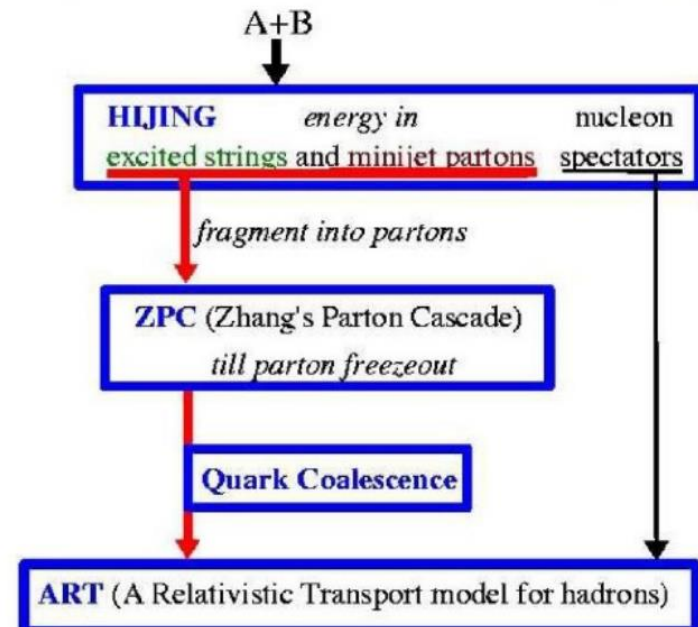 A+B
HIJING energy in nucleon
excited strings and minijet partons spectators
fragment into partons
ZPC (Zhang's Parton Cascade)
till parton freezeout
Quark Coalescence
ART (A Relativistic Transport model for hadrons)